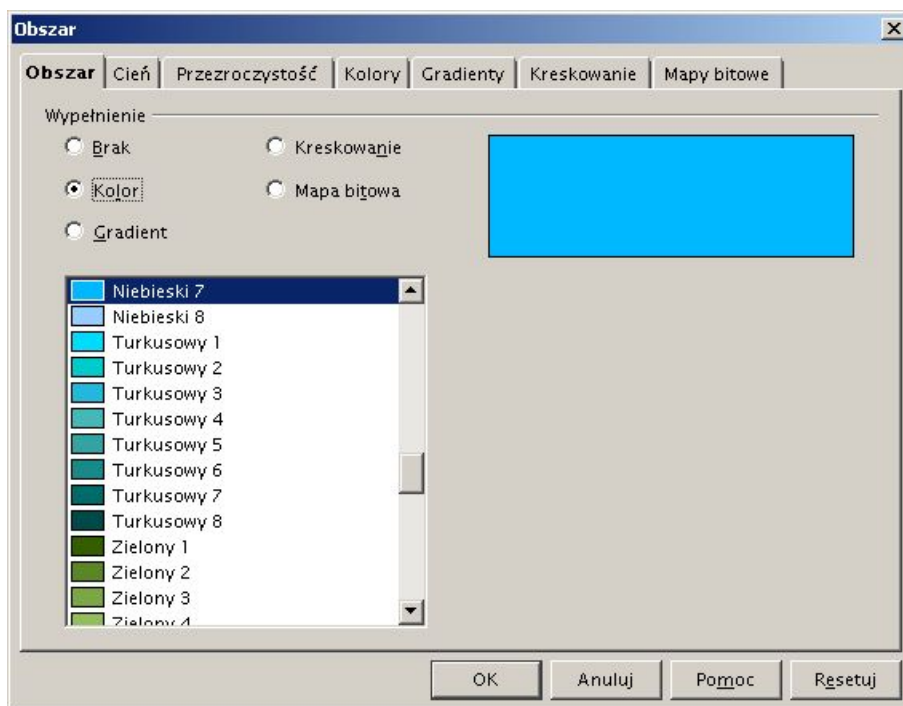 Obszar
Obszar Cień Przezroczystość Kolory Gradienty Kreskowanie Mapy bitowe
Wypełnienie
Brak Kreskowanie
Kolor Mapa bitowa
Gradient
Niebieski 7
Niebieski 8
Turkusowy 1
Turkusowy 2
Turkusowy 3
Turkusowy 4
Turkusowy 5
Turkusowy 6
Turkusowy 7
Turkusowy 8
Zielony 1
Zielony 2
Zielony 3
Zielony 4
OK Anuluj Pomoc Resetuj